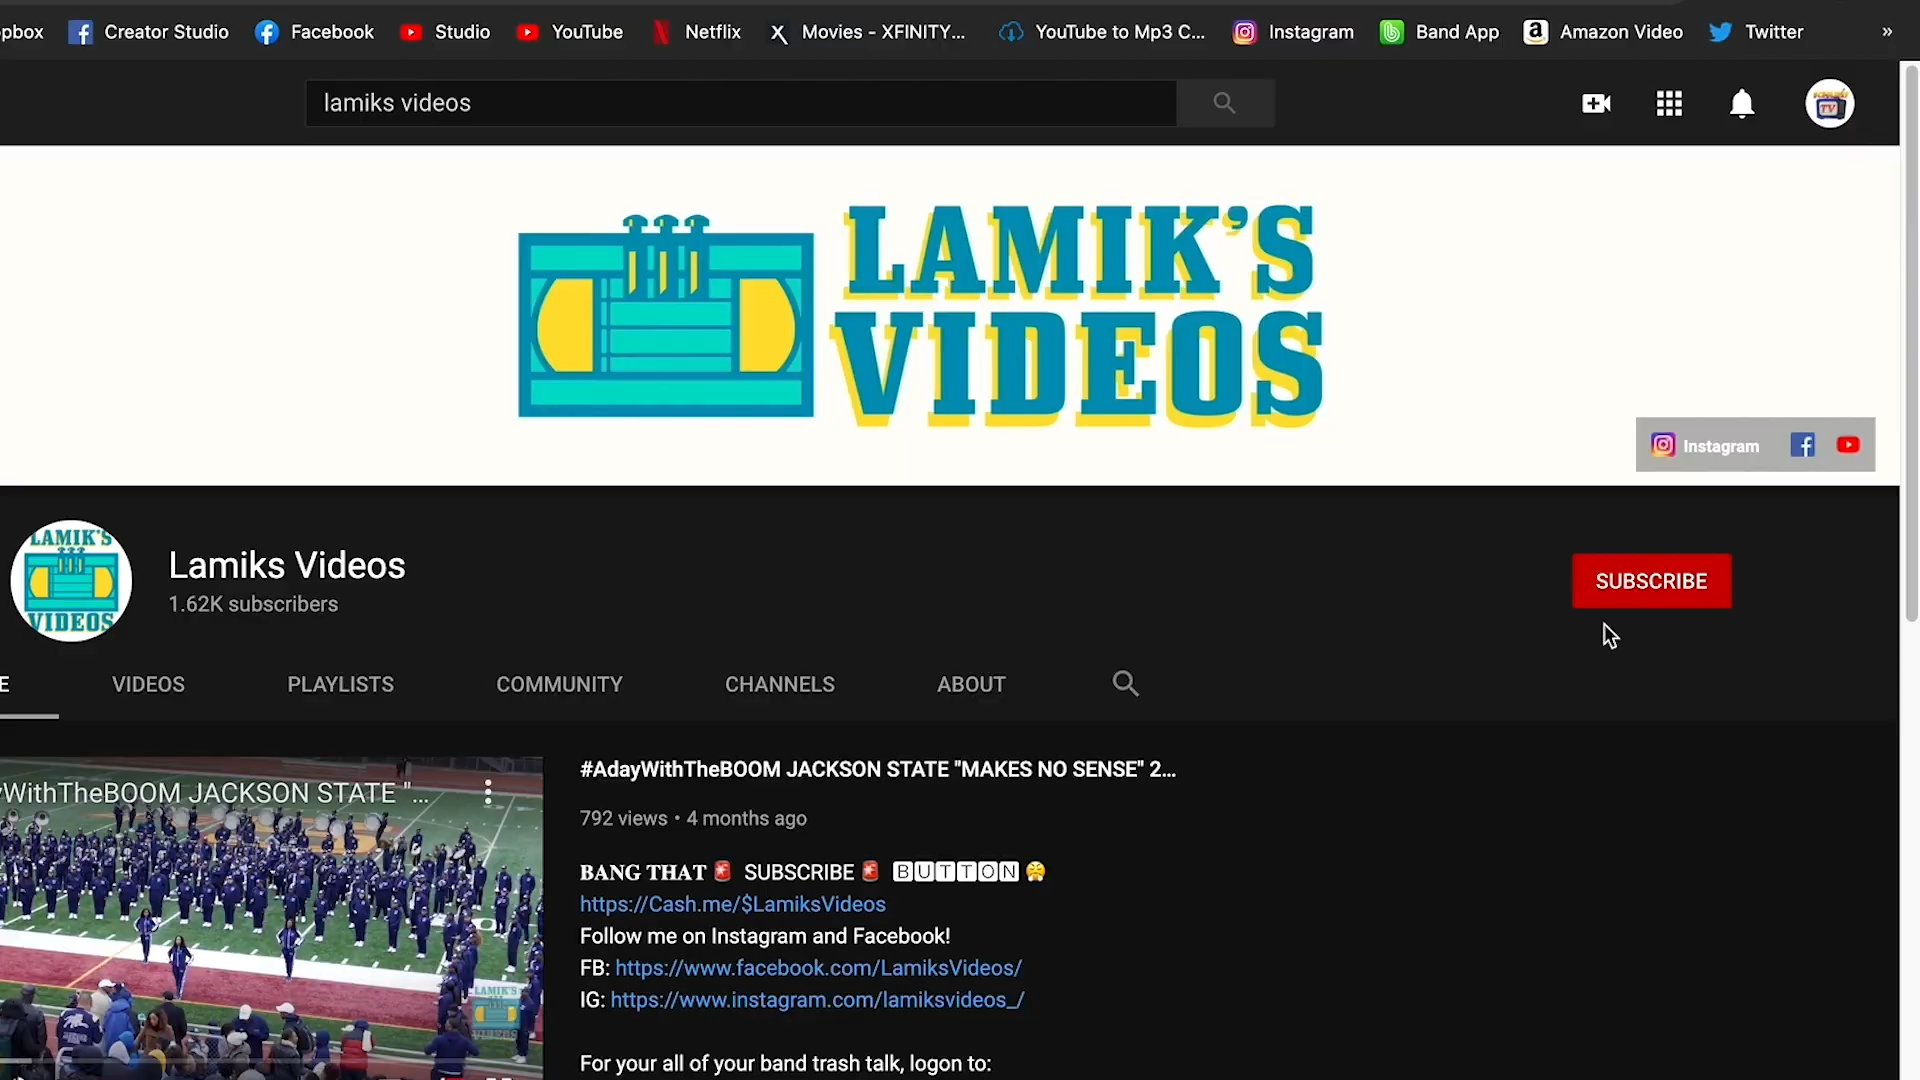 pbox Creator Studio Facebook Studio YouTube Netflix Movies - XFINITY... YouTube to Mp3 C... Instagram Band App Amazon Video Twitter »
lamiks videos
TV
LAMIK'S
VIDEOS
Instagram
LAMIK'S
VIDEOS
Lamiks Videos
1.62K subscribers
SUBSCRIBE
E VIDEOS PLAYLISTS COMMUNITY CHANNELS ABOUT
yWithTheBOOM JACKSON STATE "...
LAMIK'S
VIDEOS
#AdayWithTheBOOM JACKSON STATE "MAKES NO SENSE" 2...
792 views • 4 months ago
𝐁𝐀𝐍𝐆 𝐓𝐇𝐀𝐓🚨 SUBSCRIBE🚨 🄱🅄🅃🅃🄾🄽😤
https://Cash.me/$LamiksVideos
Follow me on Instagram and Facebook!
FB: https://www.facebook.com/LamiksVideos/
IG: https://www.instagram.com/lamiksvideos_/
For your all of your band trash talk, logon to: